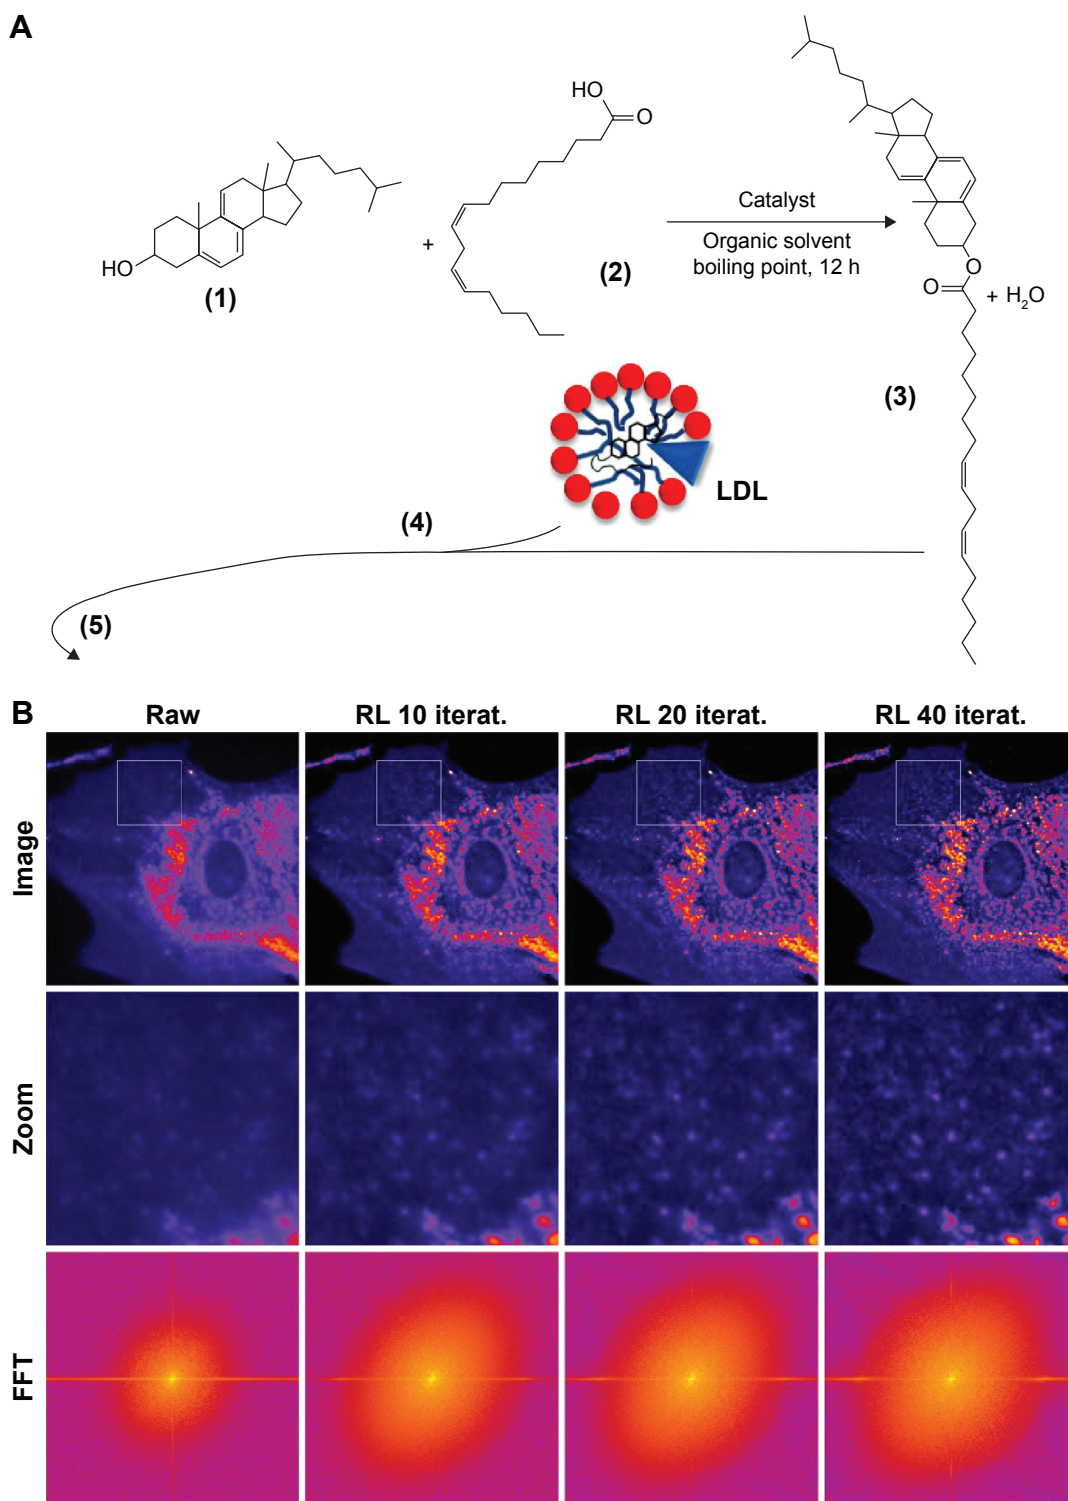 A
HO
O
HO
(1)
+
(2)
Catalyst
Organic solvent
boiling point, 12 h
O
O
+ H₂O
(3)
LDL
(4)
(5)
B
Raw
RL 10 iterat.
RL 20 iterat.
RL 40 iterat.
Image
Zoom
FFT